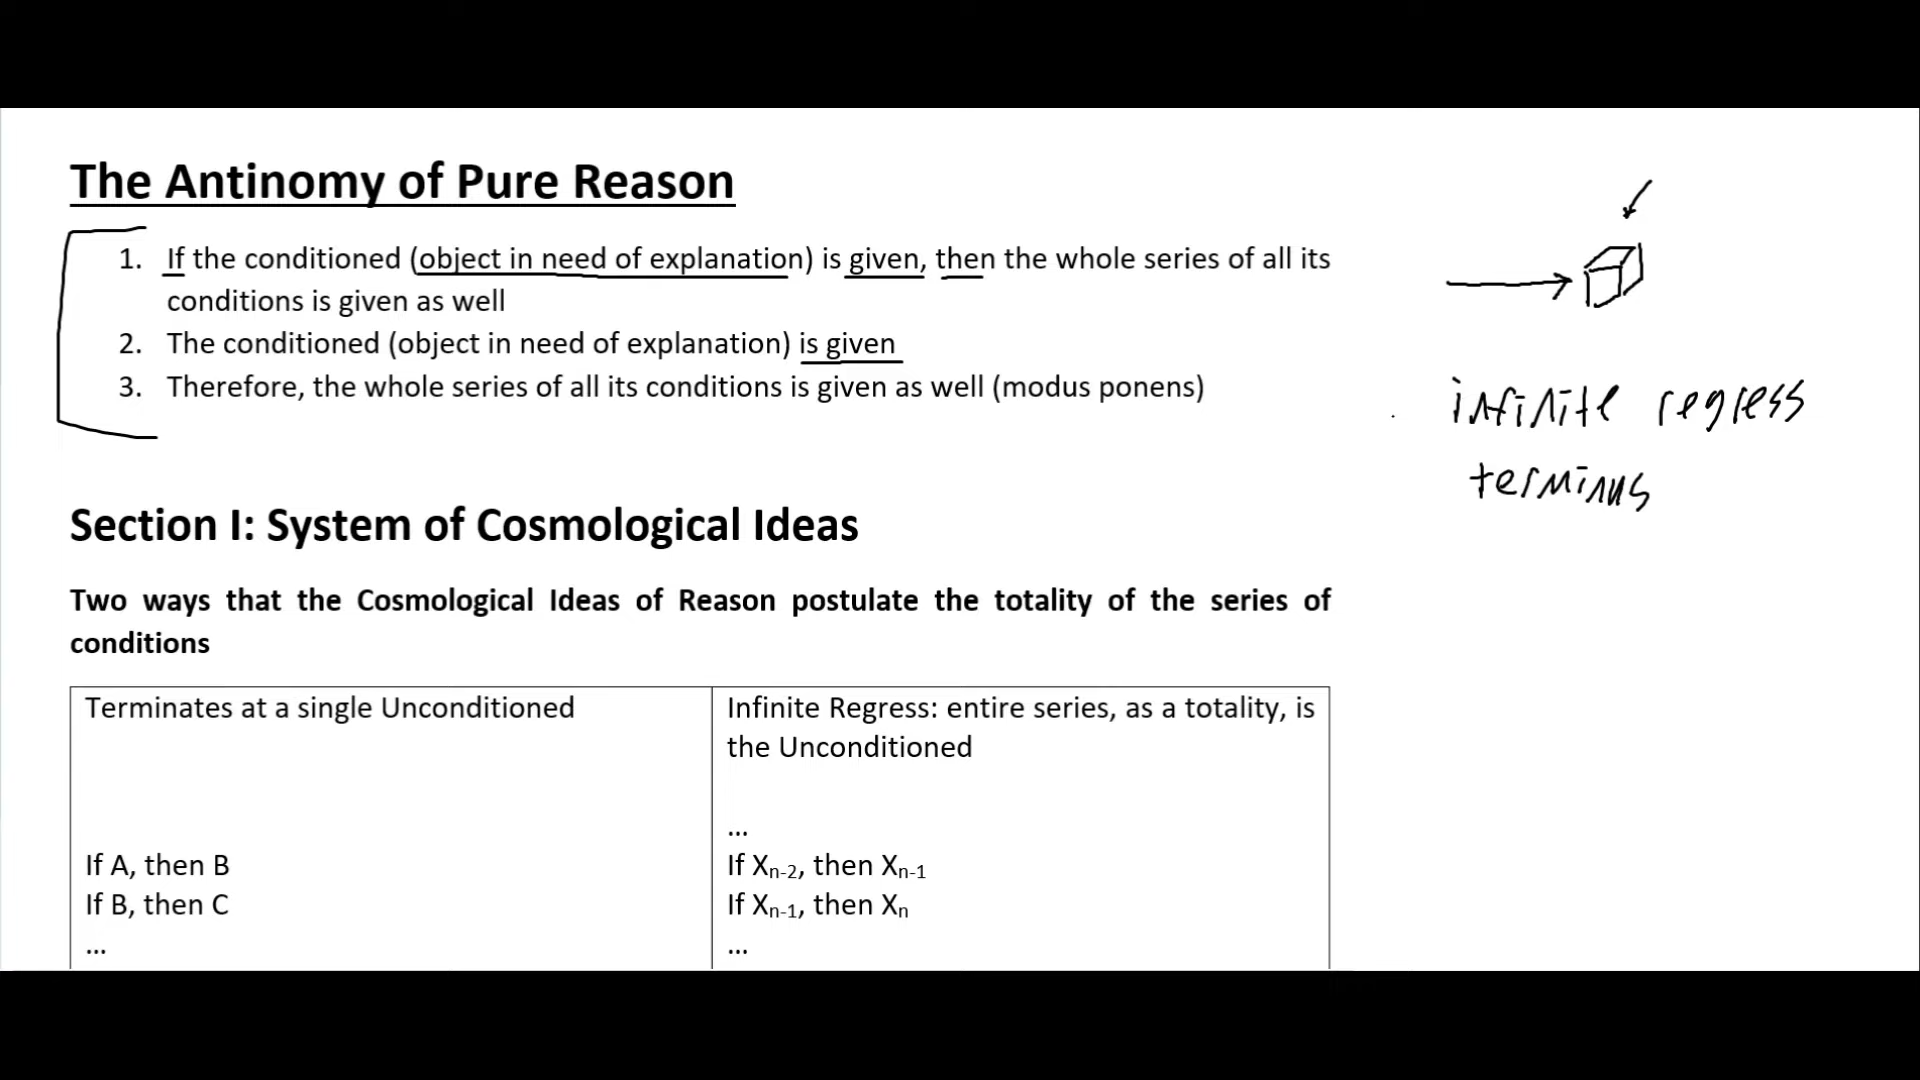 The Antinomy of Pure Reason
1. If the conditioned (object in need of explanation) is given, then the whole series of all its
conditions is given as well
2. The conditioned (object in need of explanation) is given
3. Therefore, the whole series of all its conditions is given as well (modus ponens)
infinite regress
terminus
Section I: System of Cosmological Ideas
Two ways that the Cosmological Ideas of Reason postulate the totality of the series of
conditions
Terminates at a single Unconditioned
If A, then B
If B, then C
...
Infinite Regress: entire series, as a totality, is
the Unconditioned
...
If Xn-2, then Xn-1
If Xn-1, then Xn
...